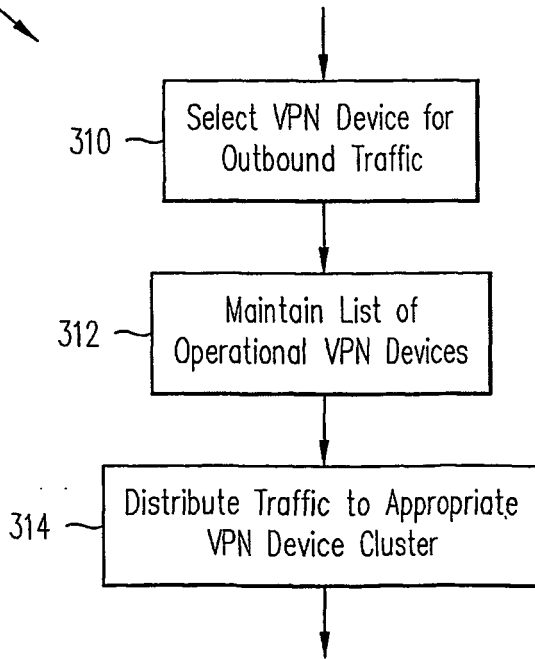 310
Select VPN Device for
Outbound Traffic
312
Maintain List of
Operational VPN Devices
314
Distribute Traffic to Appropriate
VPN Device Cluster